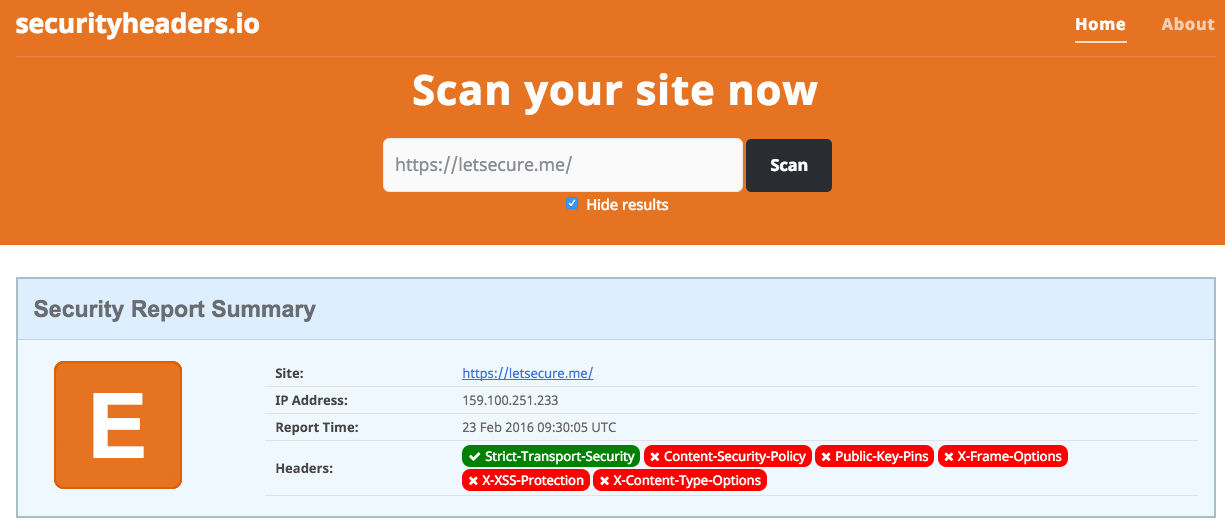 securityheaders.io
Home About
Scan your site now
https://letsecure.me/ Scan
Hide results
Security Report Summary
E
Site: https://letsecure.me/
IP Address: 159.100.251.233
Report Time: 23 Feb 2016 09:30:05 UTC
Headers: Strict-Transport-Security Content-Security-Policy Public-Key-Pins X-Frame-Options
X-XSS-Protection X-Content-Type-Options